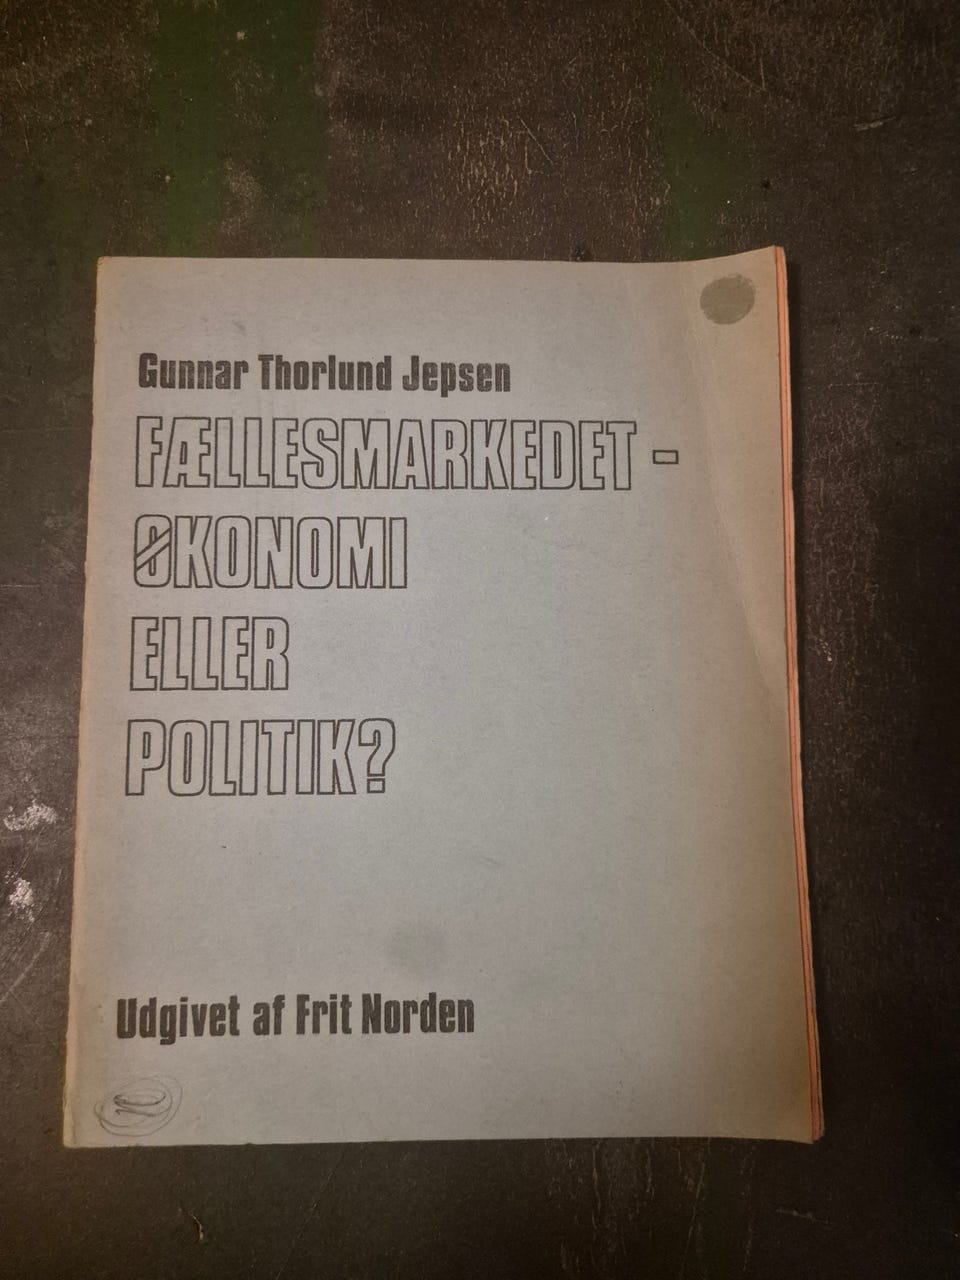 Gunnar Thorlund Jepsen
FÆLLESMARKEDET -
ØKONOMI
ELLER
POLITIK?
Udgivet af Frit Norden